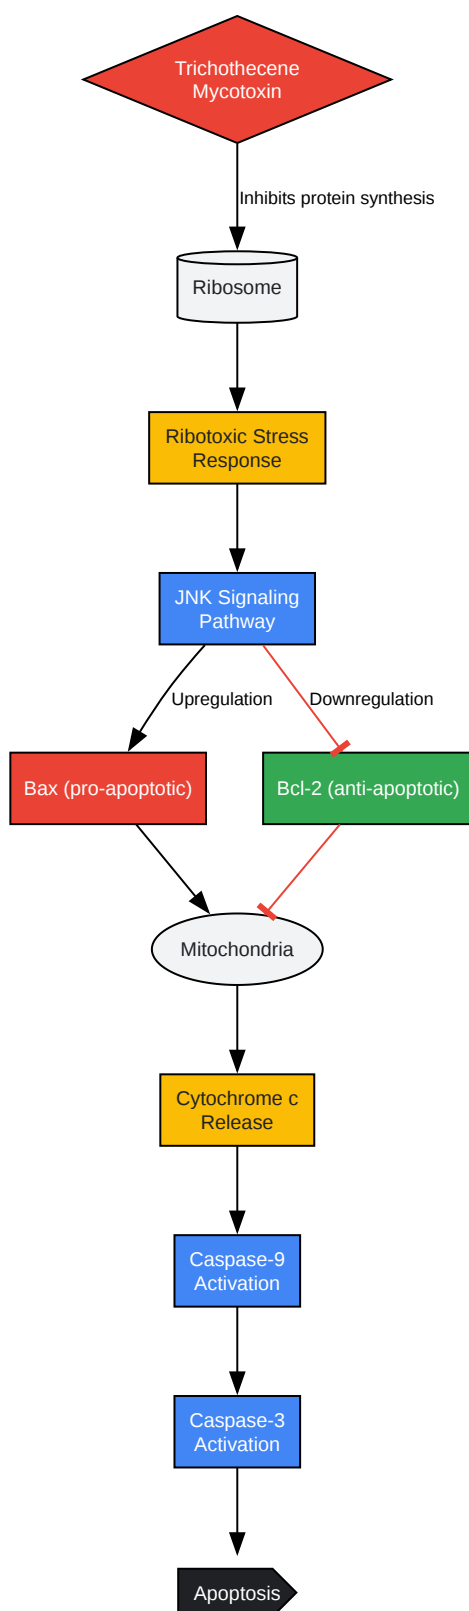 Trichothecene
Mycotoxin
Inhibits protein synthesis
Ribosome
Ribotoxic Stress
Response
JNK Signaling
Pathway
Upregulation
Downregulation
Bax (pro-apoptotic)
Bcl-2 (anti-apoptotic)
Mitochondria
Cytochrome c
Release
Caspase-9
Activation
Caspase-3
Activation
Apoptosis